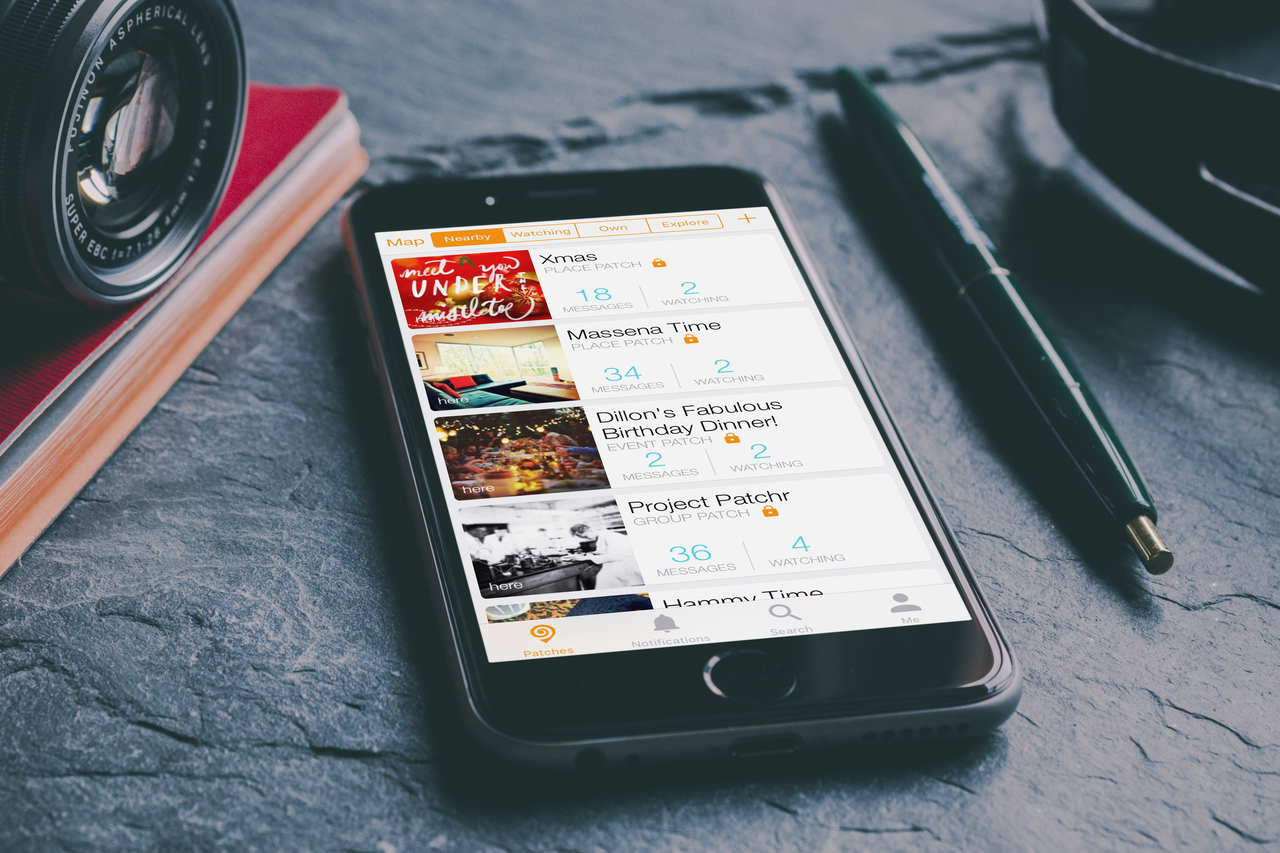 FUJINON ASPHERICAL LENS
SUPER EBC f=7.1-28.4mm
Map
Nearby
Watching
Own
Explore
+
meet you
UNDER
mistletoe
Xmas
PLACE PATCH
18
MESSAGES
2
WATCHING
here
Massena Time
PLACE PATCH
34
MESSAGES
2
WATCHING
here
Dillon's Fabulous
Birthday Dinner!
EVENT PATCH
2
MESSAGES
2
WATCHING
here
Project Patchr
GROUP PATCH
36
MESSAGES
4
WATCHING
Hammy Time
Patches
Notifications
Search
Me